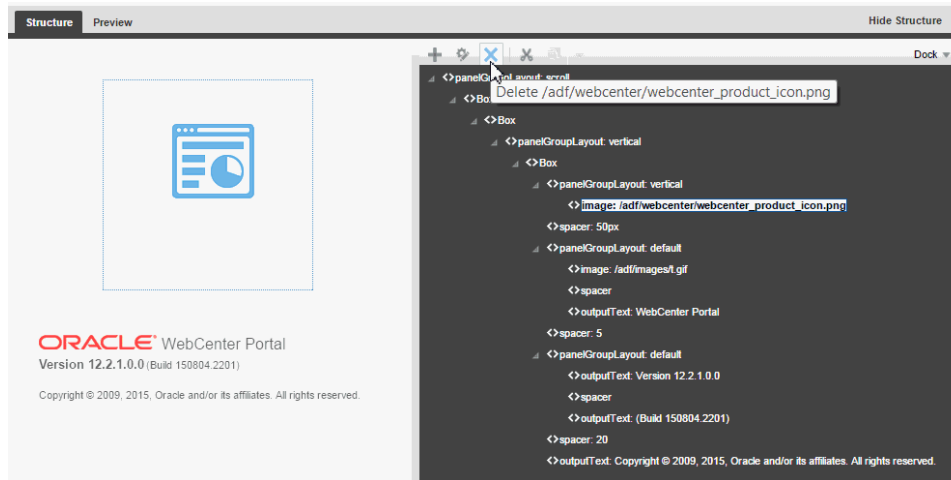 Structure Preview Hide Structure
Dock
<>panelGroupLayout: scroll
Delete /adf/webcenter/webcenter_product_icon.png
<>Box
<>panelGroupLayout: vertical
<>Box
<>panelGroupLayout: vertical
<>image: /adf/webcenter/webcenter_product_icon.png
<>spacer: 50px
<>panelGroupLayout: default
<>image: /adf/images/t.gif
<>spacer
<>outputText: WebCenter Portal
<>spacer: 5
<>panelGroupLayout: default
<>outputText: Version 12.2.1.0.0
<>spacer
<>outputText: (Build 150804.2201)
<>spacer: 20
<>outputText: Copyright © 2009, 2015, Oracle and/or its affiliates. All rights reserved.
ORACLE® WebCenter Portal
Version 12.2.1.0.0 (Build 150804.2201)
Copyright © 2009, 2015, Oracle and/or its affiliates. All rights reserved.